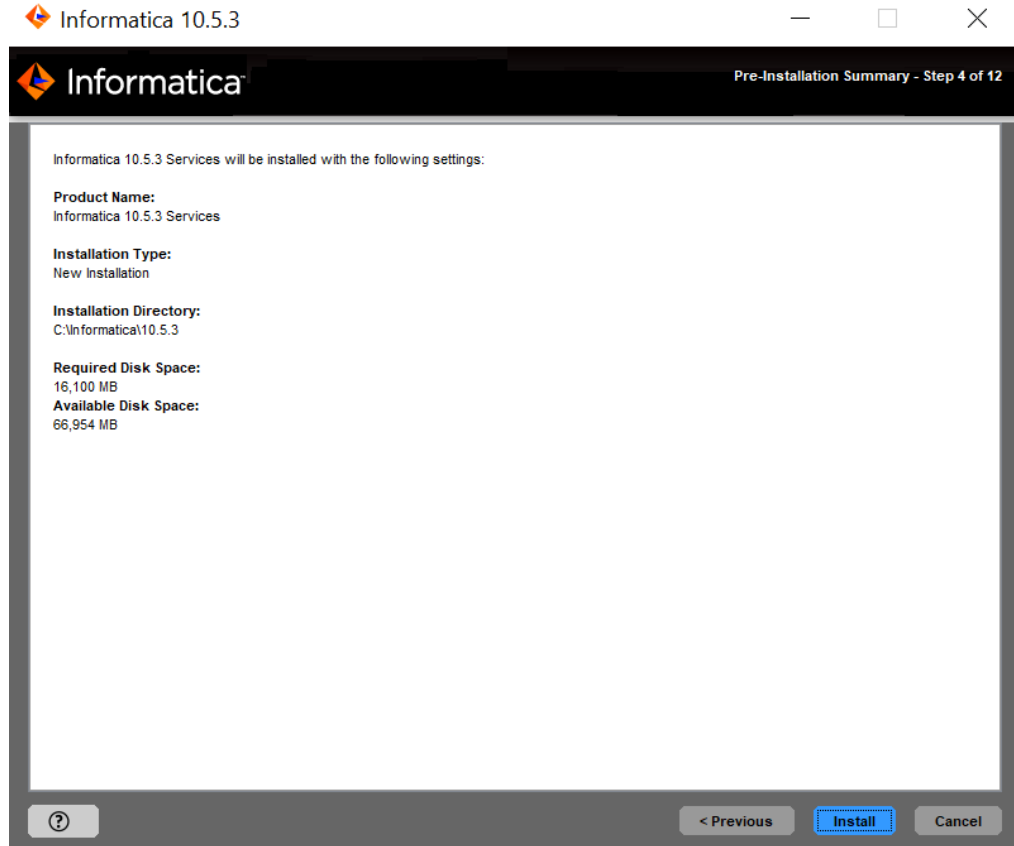 Informatica 10.5.3
Informatica
Pre-Installation Summary - Step 4 of 12
Informatica 10.5.3 Services will be installed with the following settings:
Product Name:
Informatica 10.5.3 Services
Installation Type:
New Installation
Installation Directory:
C:\Informatica\10.5.3
Required Disk Space:
16,100 MB
Available Disk Space:
66,954 MB
?
< Previous
Install
Cancel